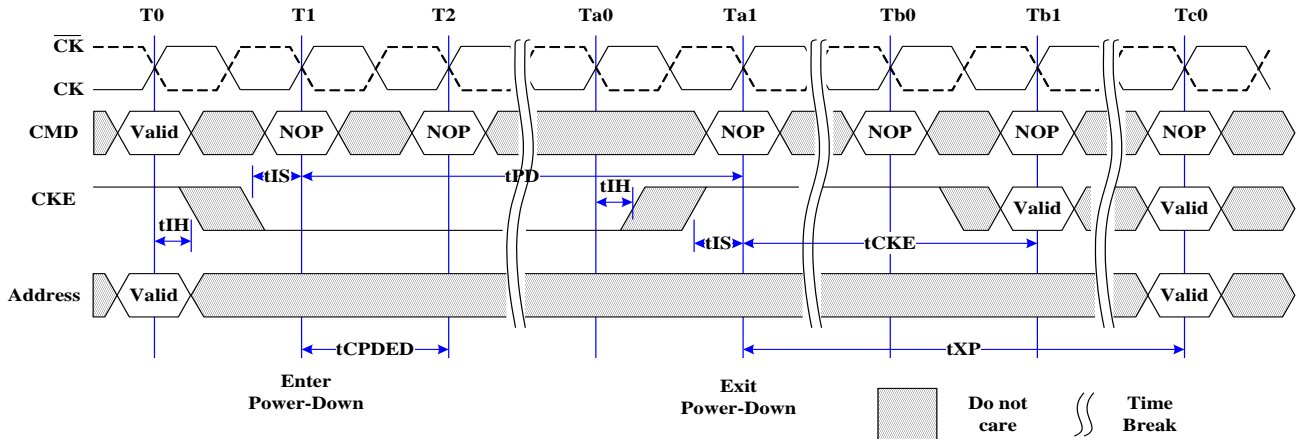 T0 T1 T2 Ta0 Ta1 Tb0 Tb1 Tc0
CK
CK
CMD Valid NOP NOP NOP NOP NOP NOP
tIS tPD
CKE tIH Valid Valid
tIH tIS tCKE
Address Valid Valid
tCPDED tXP
Enter
Power-Down
Exit
Power-Down
Do not
care
Time
Break